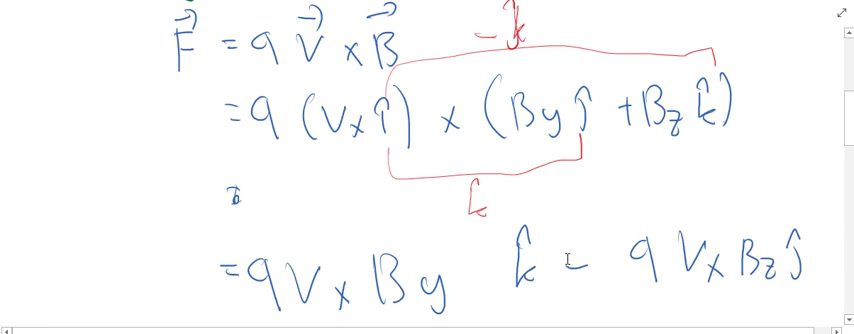 F⃗ = q V⃗ × B⃗
-k̂
= q (Vx î) × (By ĵ + Bz k̂)
k̂
= q Vx By k̂ - q Vx Bz ĵ